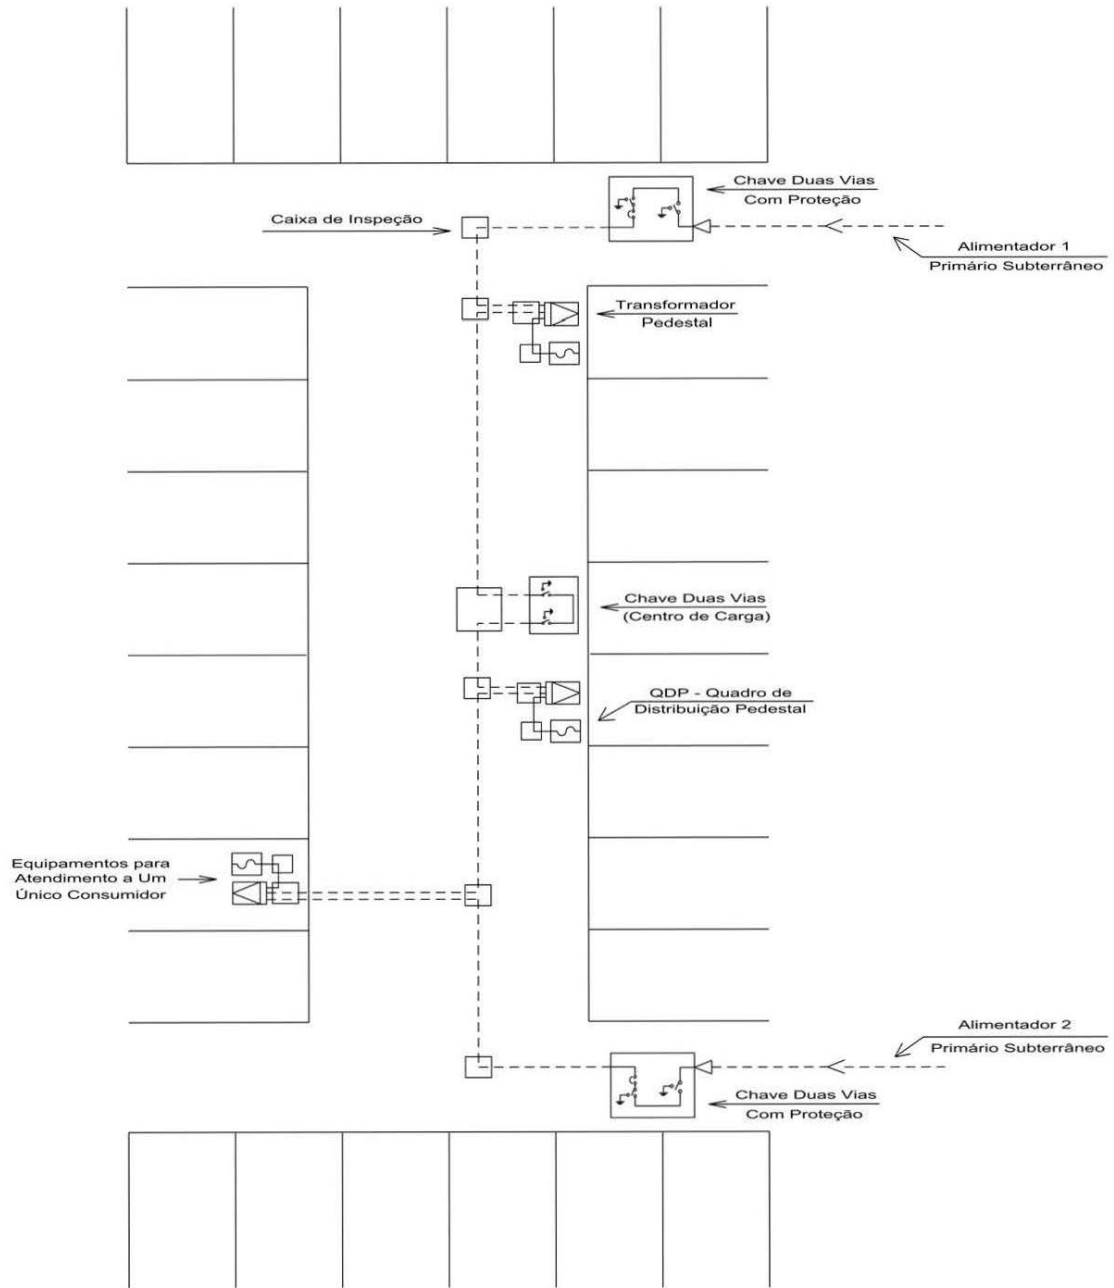 Chave Duas Vias
Com Proteção
Caixa de Inspeção
Alimentador 1
Primário Subterrâneo
Transformador
Pedestal
Chave Duas Vias
(Centro de Carga)
QDP - Quadro de
Distribuição Pedestal
Equipamentos para
Atendimento a Um
Único Consumidor
Alimentador 2
Primário Subterrâneo
Chave Duas Vias
Com Proteção